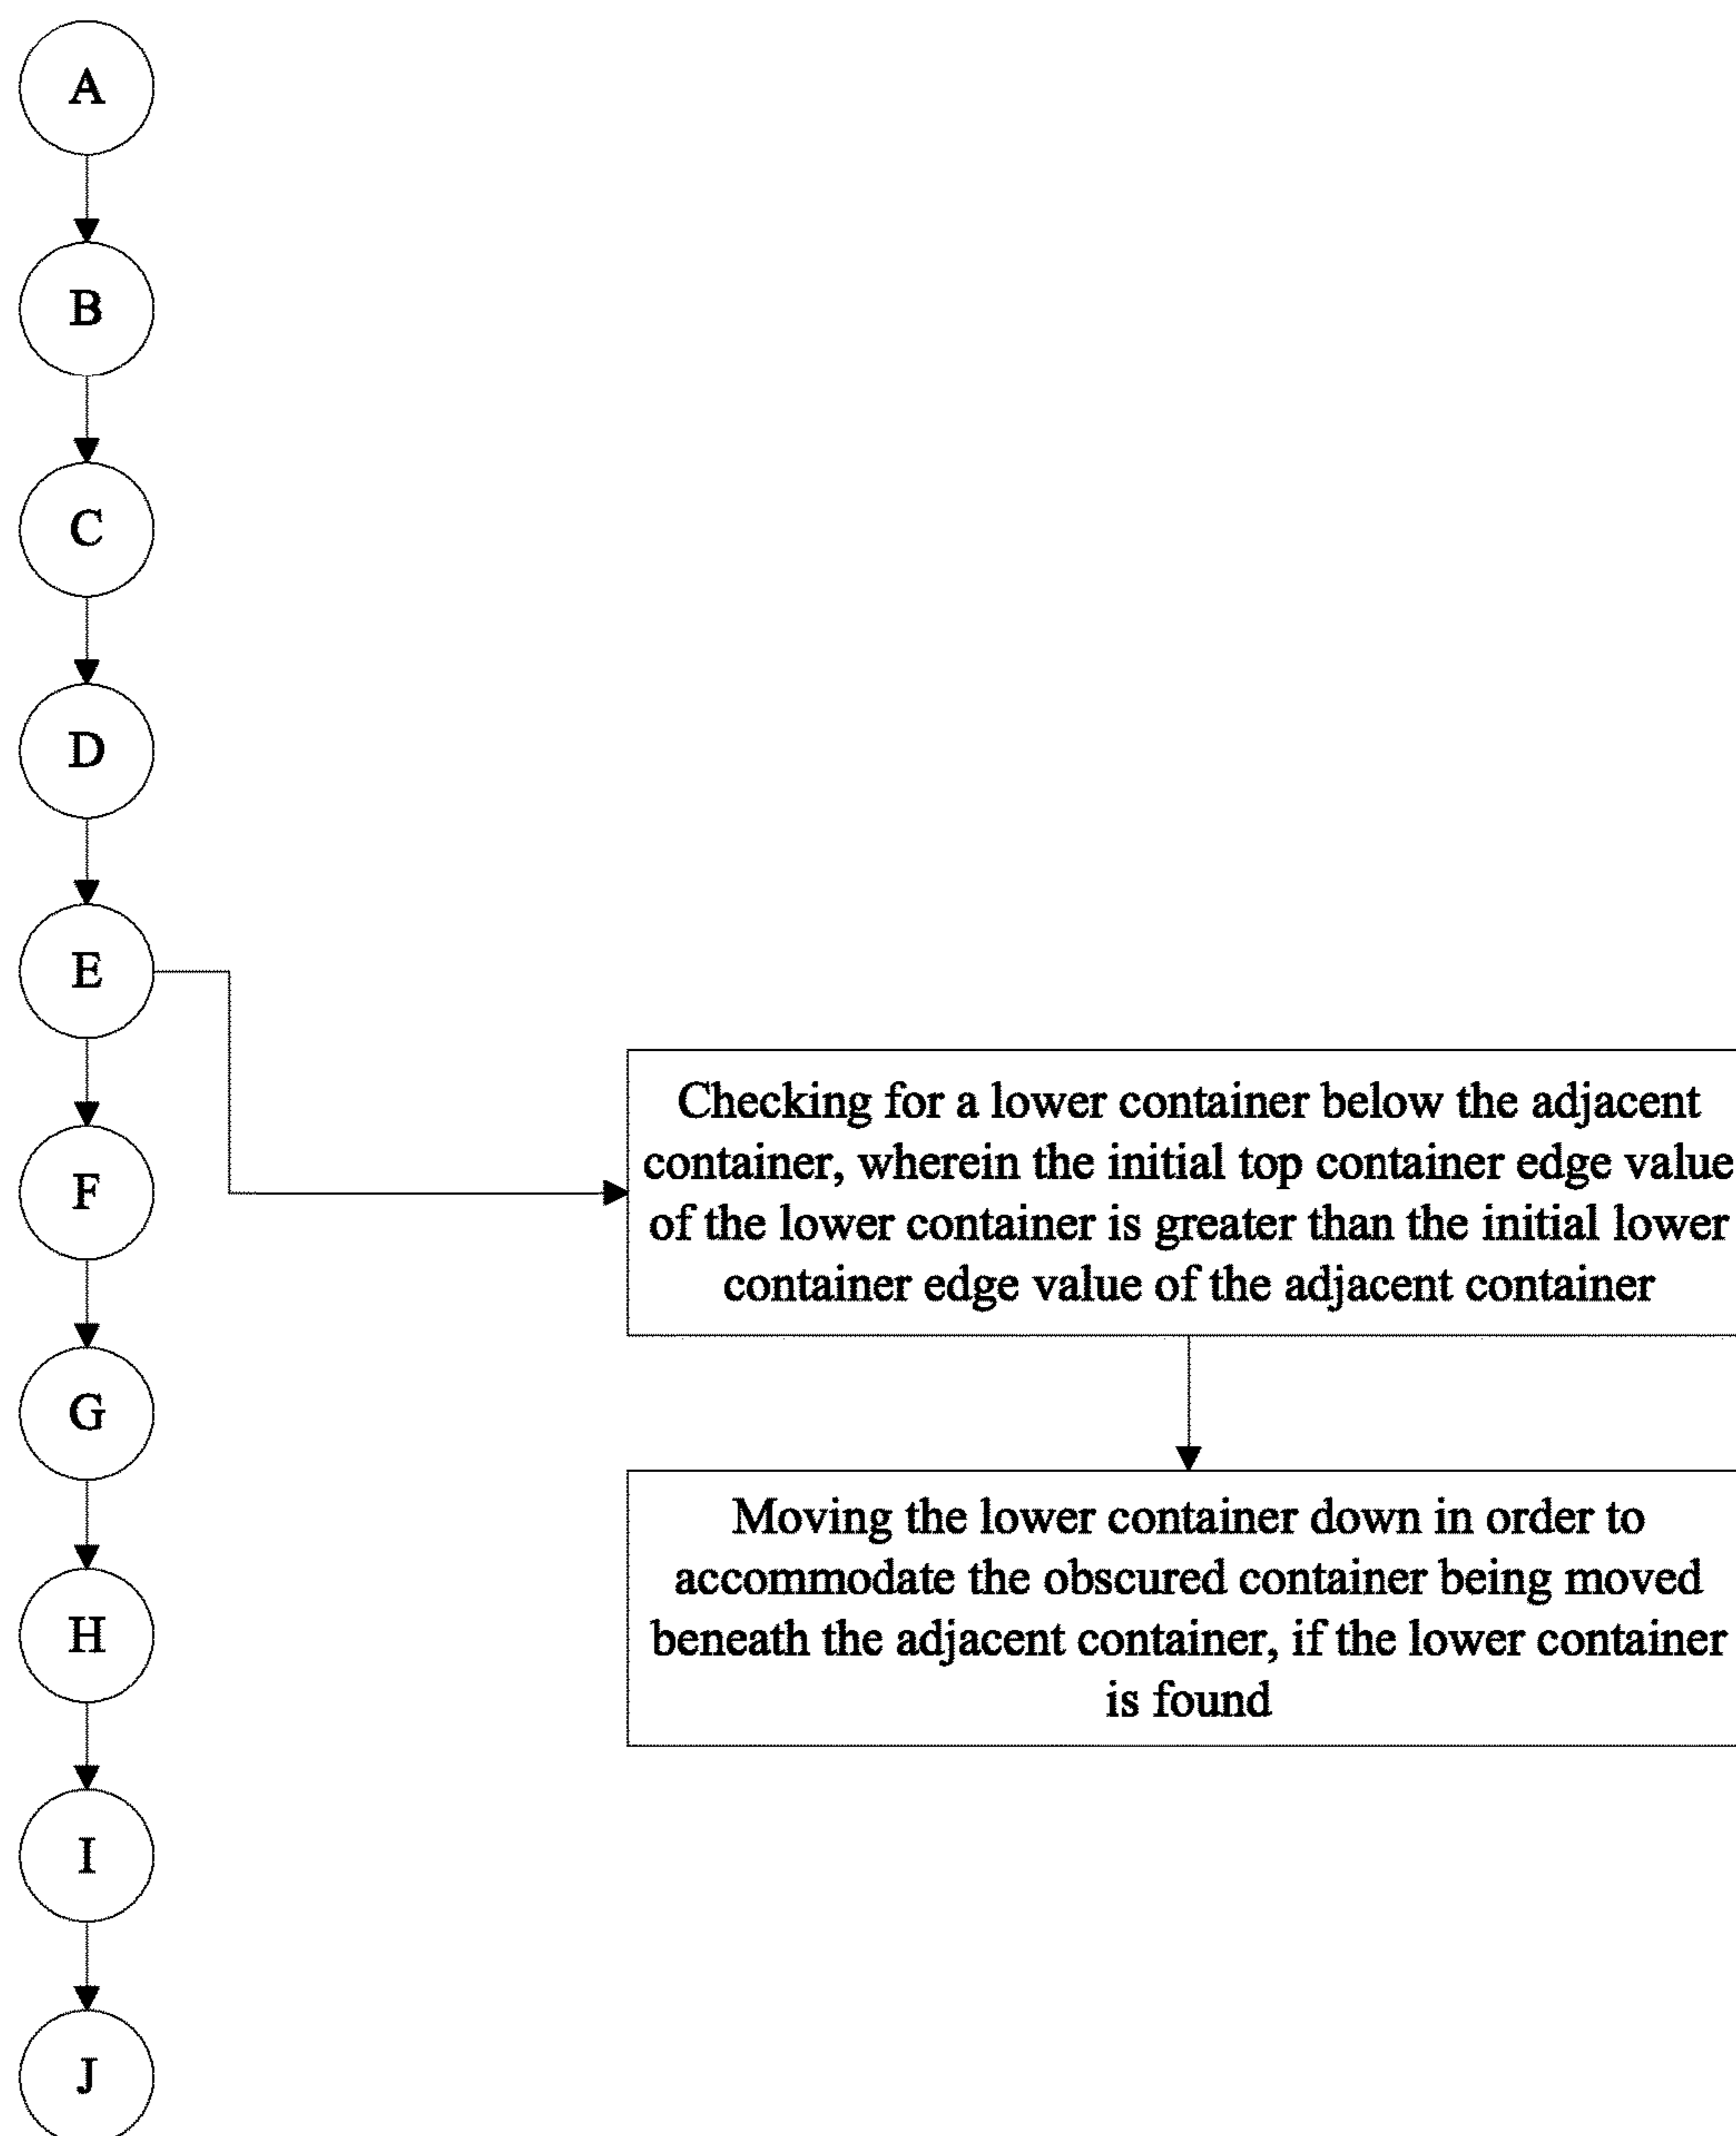 A
B
C
D
E
Checking for a lower container below the adjacent
container, wherein the initial top container edge value
of the lower container is greater than the initial lower
container edge value of the adjacent container
F
G
Moving the lower container down in order to
accommodate the obscured container being moved
beneath the adjacent container, if the lower container
is found
H
I
J